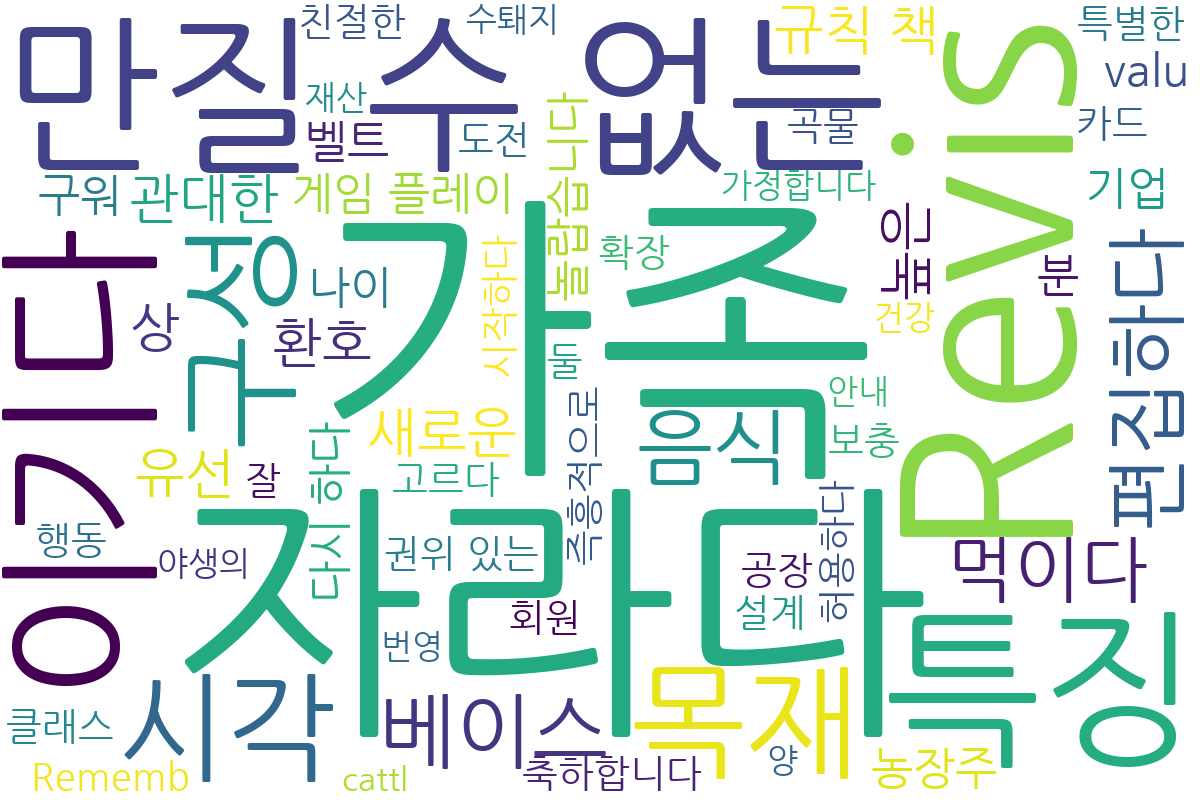 만질수 없는
친절한
수퇘지
규칙 책
특별한
valu
재산
벨트
도전
곡물
카드
구워
관대한
게임 플레이
놀랍습니다
가정합니다
기업
이기다
구성
가족
Revis
높은
확장
분
편집하다
나이
시작하다
건강
상
환호
둘
안내
새로운
음식
보충
유선
잘
다시 하다
고르다
즉흥적으로
허용하다
행동
야생의
자라다
권위 있는
공장
먹이다
회원
설계
번영
특징
클래스
시각
베이스
목재
Rememb
cattl
축하합니다
양
농장주